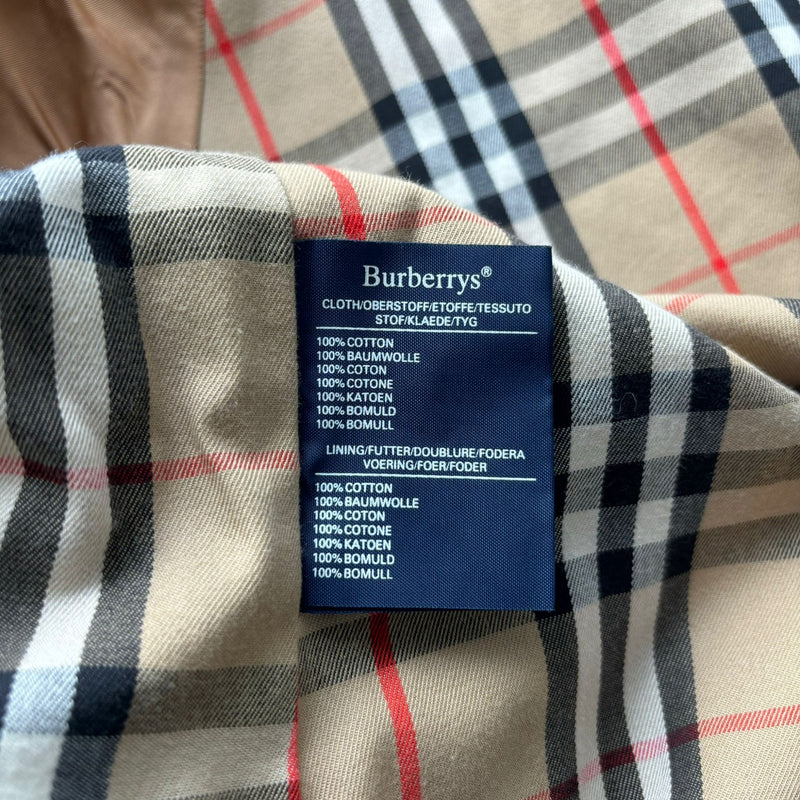 Burberrys®
CLOTH/OBERSTOFF/ETOFFE/TESSUTO
STOF/KLAEDE/TYG
100% COTTON
100% BAUMWOLLE
100% COTON
100% COTONE
100% KATOEN
100% BOMULD
100% BOMULL
LINING/FUTTER/DOUBLURE/FODERA
VOERING/FOER/FODER
100% COTTON
100% BAUMWOLLE
100% COTON
100% COTONE
100% KATOEN
100% BOMULD
100% BOMULL